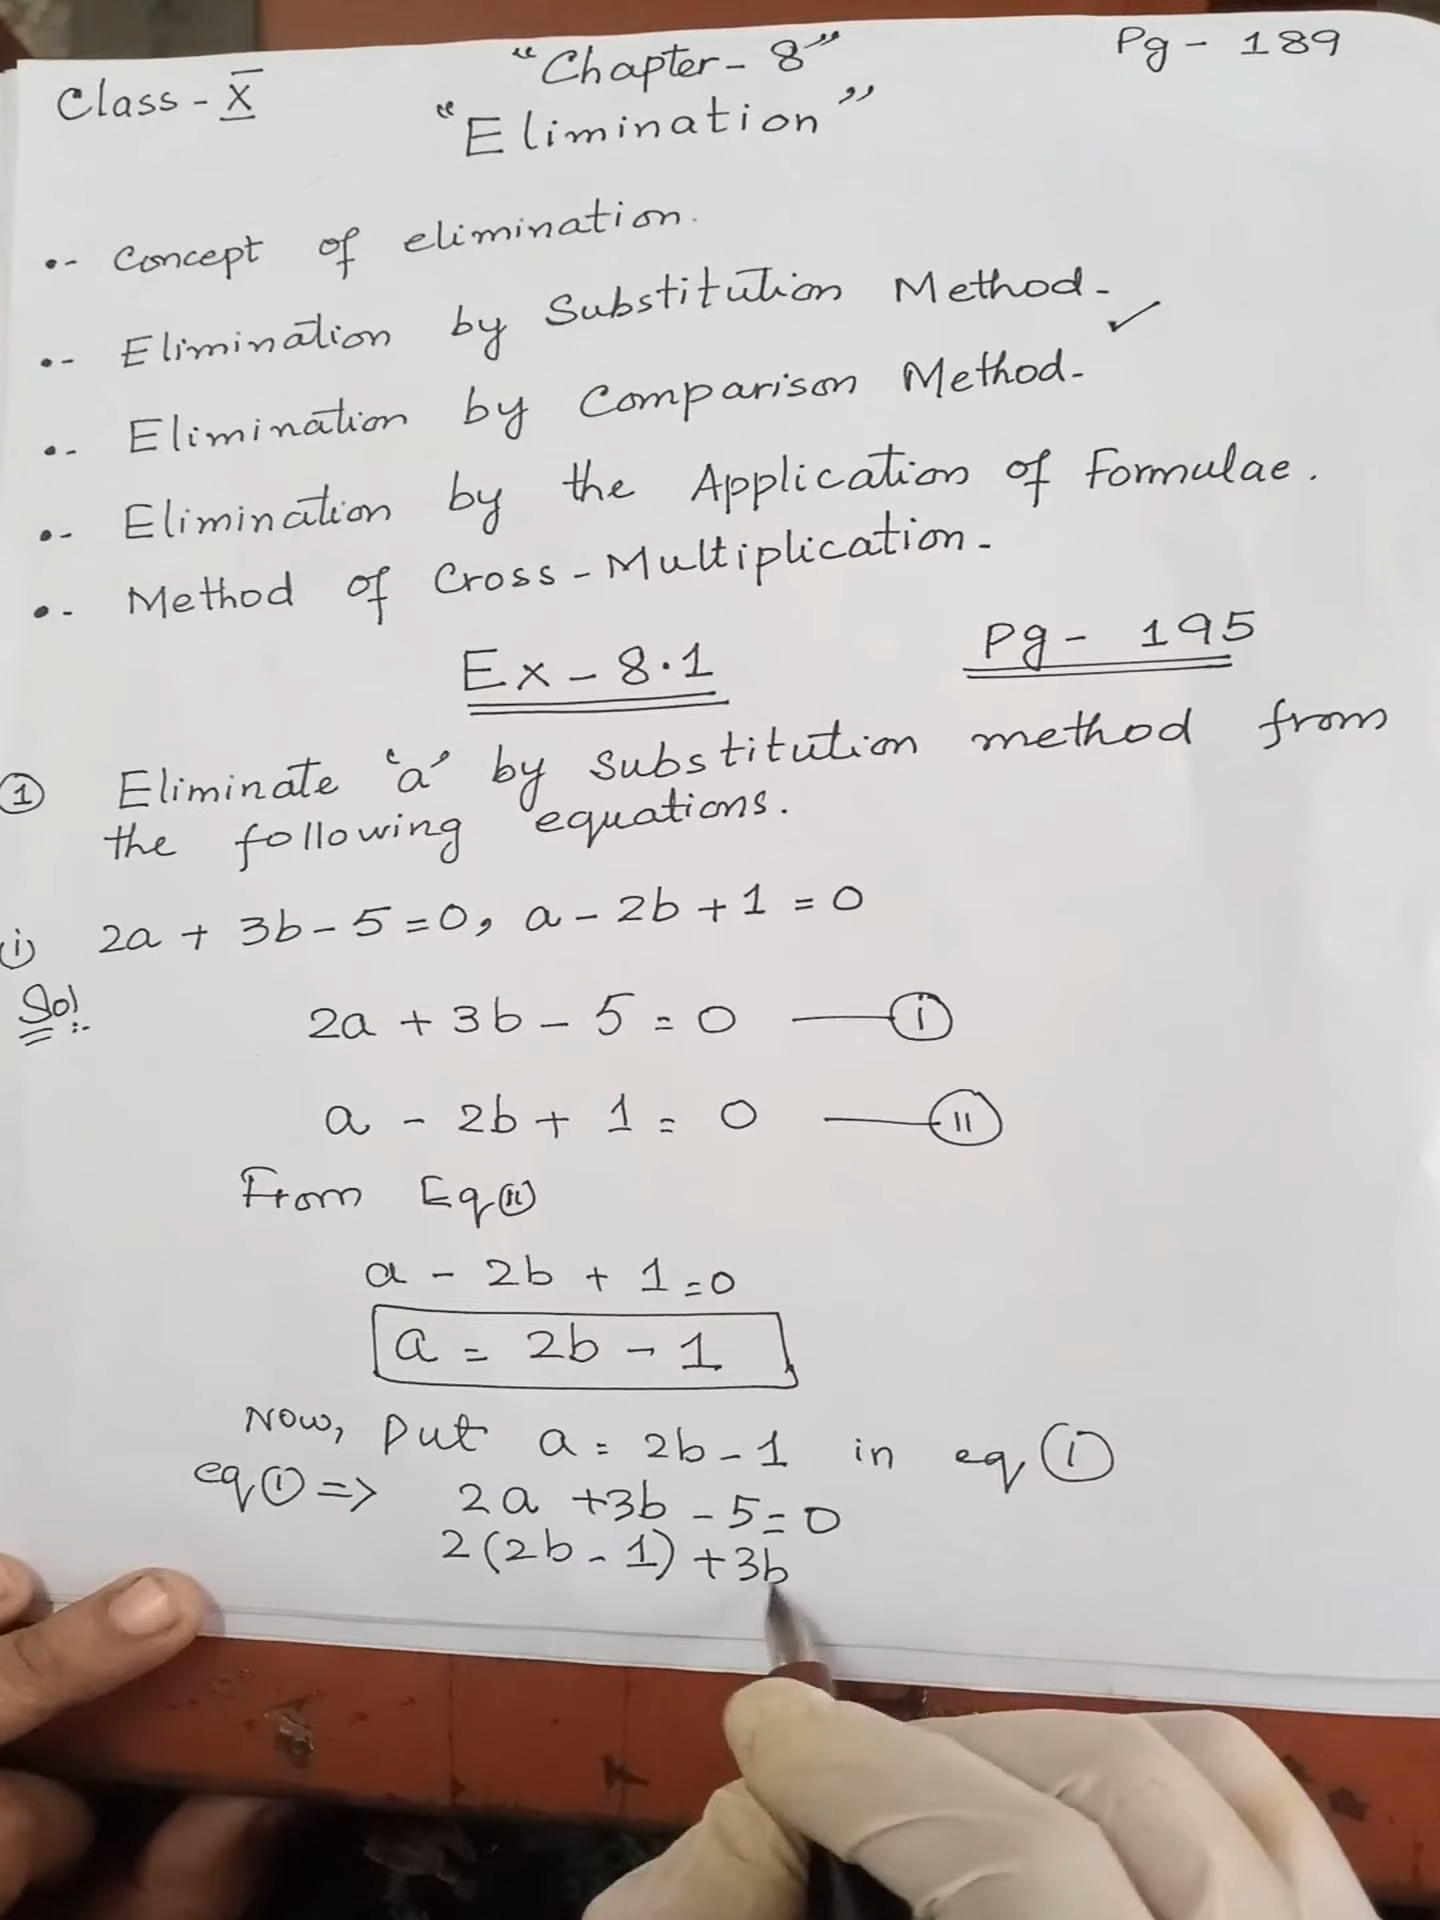 Class - X "Chapter - 8" Pg - 189
"Elimination"
•- Concept of elimination.
•- Elimination by Substitution Method - ✓
•- Elimination by Comparison Method -
•- Elimination by the Application of Formulae.
•- Method of Cross - Multiplication -
Ex - 8.1 Pg - 195
① Eliminate 'a' by substitution method from
the following equations.
i) 2a + 3b - 5 = 0, a - 2b + 1 = 0
Sol:-
2a + 3b - 5 = 0 — (i)
a - 2b + 1 = 0 — (ii)
From Eq (ii)
a - 2b + 1 = 0
a = 2b - 1
Now, Put a = 2b - 1 in eq (i)
eq (i) => 2a + 3b - 5 = 0
2(2b - 1) + 3b